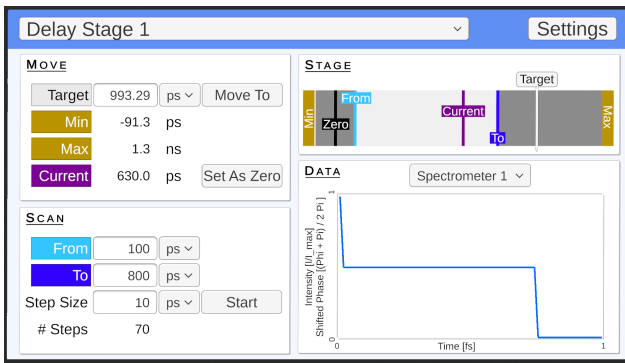 Delay Stage 1
Settings
MOVE
Target 993.29 ps Move To
Min -91.3 ps
Max 1.3 ns
Current 630.0 ps Set As Zero
SCAN
From 100 ps
To 800 ps
Step Size 10 ps Start
# Steps 70
STAGE
Target
Min
Zero
From
Current
To
Max
DATA
Spectrometer 1
Intensity [I/I_max]
Shifted Phase [(Phi + Pi) / 2 Pi ]
1
0
0
Time [fs]
1